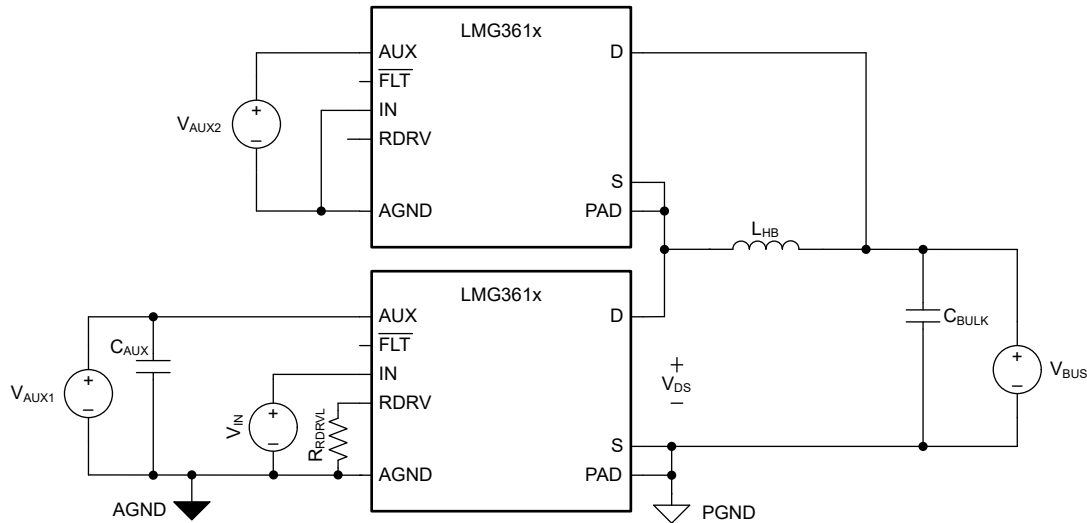 LMG361x
AUX
D
FLT
IN
RDRV
VAUX2
+
–
S
AGND
PAD
LHB
LMG361x
AUX
D
FLT
CAUX
CBULK
IN
+
VDS
–
VAUX1
+
–
VIN
+
–
RDRV
RRDRVL
VBUS
+
–
S
AGND
PAD
AGND
PGND